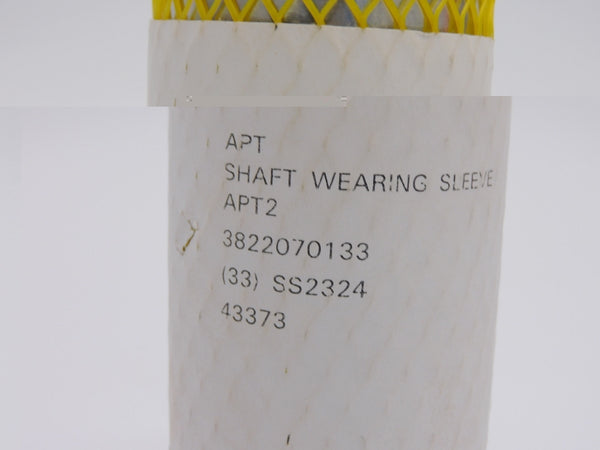 APT
SHAFT WEARING SLEEVE
APT2
3822070133
(33) SS2324
43373